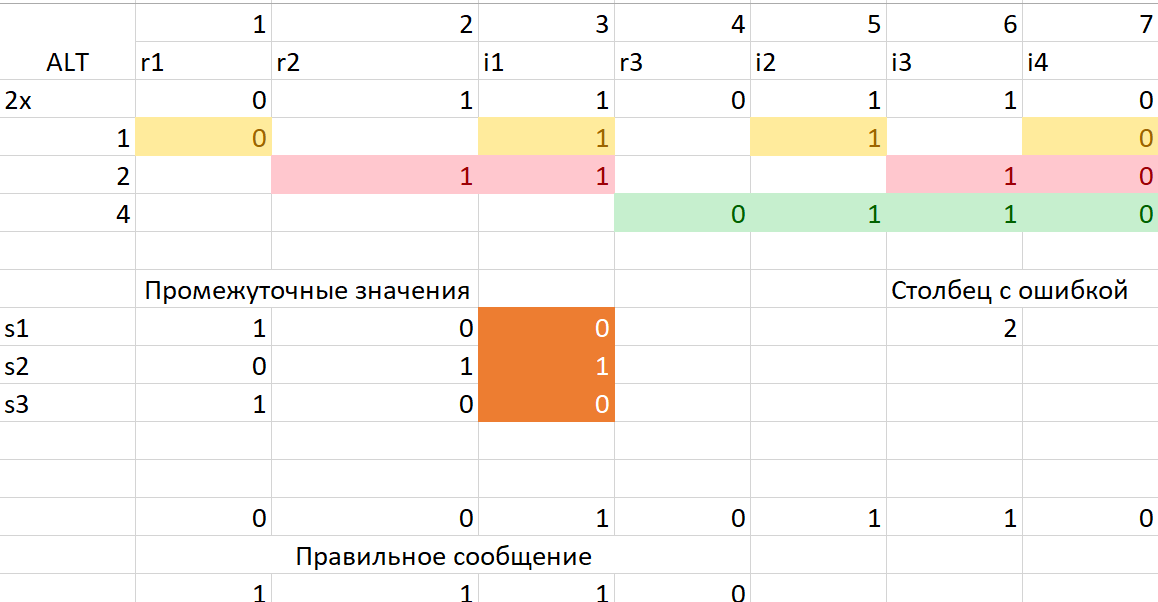 1 2 3 4 5 6 7
ALT r1 r2 i1 r3 i2 i3 i4
2x 0 1 1 0 1 1 0
1 0 1 1 0
2 1 1 1 0
4 0 1 1 0
Промежуточные значения Столбец с ошибкой
s1 1 0 0 2
s2 0 1 1
s3 1 0 0
0 0 1 0 1 1 0
Правильное сообщение
1 1 1 0